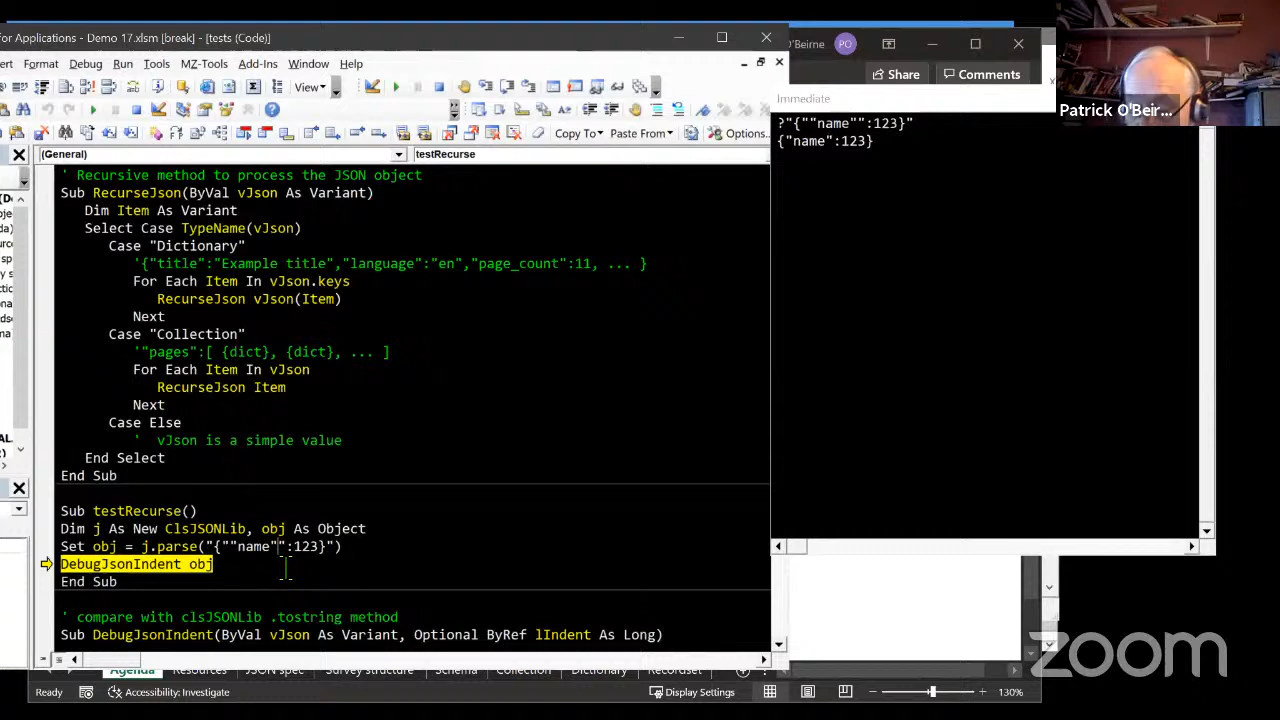 for Applications - Demo 17.xlsm [break] - [tests (Code)]
ert Format Debug Run Tools MZ-Tools Add-Ins Window Help
View
Copy To Paste From Options.
(General) testRecurse
' Recursive method to process the JSON object
Sub RecurseJson(ByVal vJson As Variant)
Dim Item As Variant
Select Case TypeName(vJson)
Case "Dictionary"
'{"title":"Example title","language":"en","page_count":11, ... }
For Each Item In vJson.keys
RecurseJson vJson(Item)
Next
Case "Collection"
'"pages":[ {dict}, {dict}, ... ]
For Each Item In vJson
RecurseJson Item
Next
Case Else
' vJson is a simple value
End Select
End Sub
Sub testRecurse()
Dim j As New ClsJSONLib, obj As Object
Set obj = j.parse("{""name"":123}")
DebugJsonIndent obj
End Sub
' compare with clsJSONLib .tostring method
Sub DebugJsonIndent(ByVal vJson As Variant, Optional ByRef lIndent As Long)
O'Beirne PO
Share Comments
Immediate
?"{""name"":123}"
{"name":123}
Patrick O'Beir...
Agenda Resources JSON spec Survey structure Schema Collection Dictionary Recordset
Ready Accessibility: Investigate Display Settings 130%
zoom